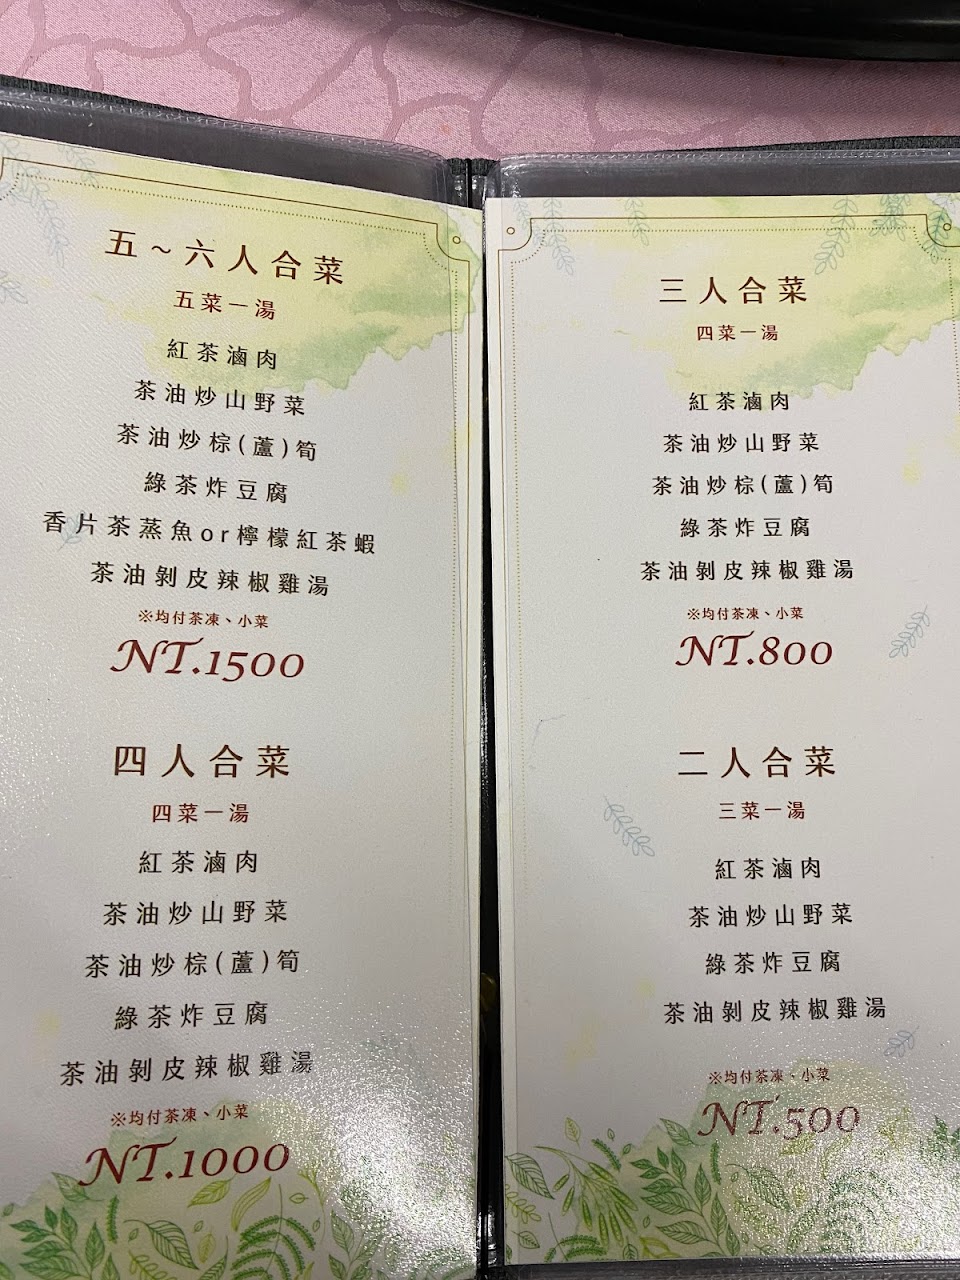 五~六人合菜
五菜一湯
紅茶滷肉
茶油炒山野菜
茶油炒棕(蘆)筍
綠茶炸豆腐
香片茶蒸魚or檸檬紅茶蝦
茶油剝皮辣椒雞湯
※均付茶凍、小菜
NT.1500
四人合菜
四菜一湯
紅茶滷肉
茶油炒山野菜
茶油炒棕(蘆)筍
綠茶炸豆腐
茶油剝皮辣椒雞湯
※均付茶凍、小菜
NT.1000
三人合菜
四菜一湯
紅茶滷肉
茶油炒山野菜
茶油炒棕(蘆)筍
綠茶炸豆腐
茶油剝皮辣椒雞湯
※均付茶凍、小菜
NT.800
二人合菜
三菜一湯
紅茶滷肉
茶油炒山野菜
綠茶炸豆腐
茶油剝皮辣椒雞湯
※均付茶凍、小菜
NT.500